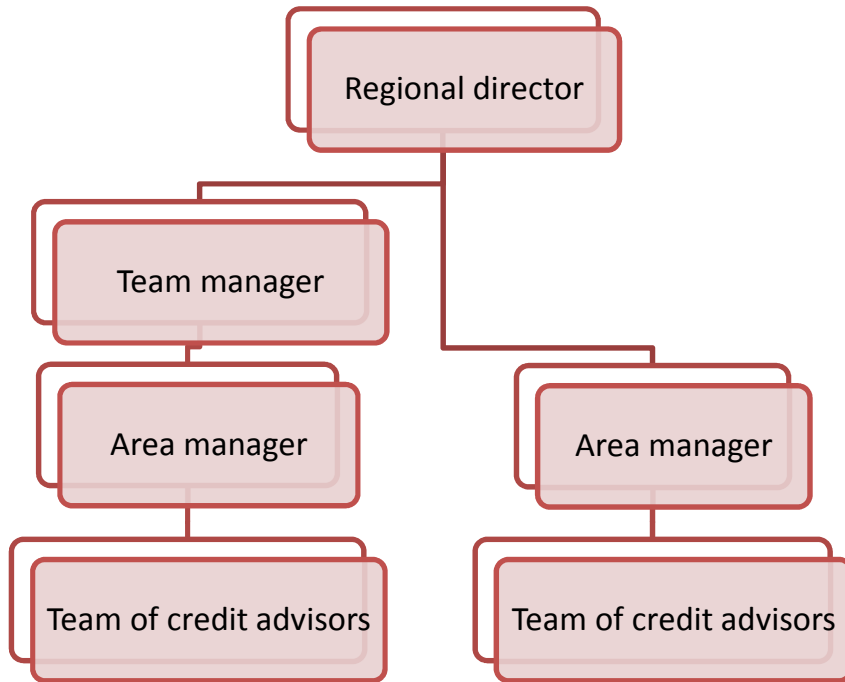 Regional director
Team manager
Area manager
Area manager
Team of credit advisors
Team of credit advisors